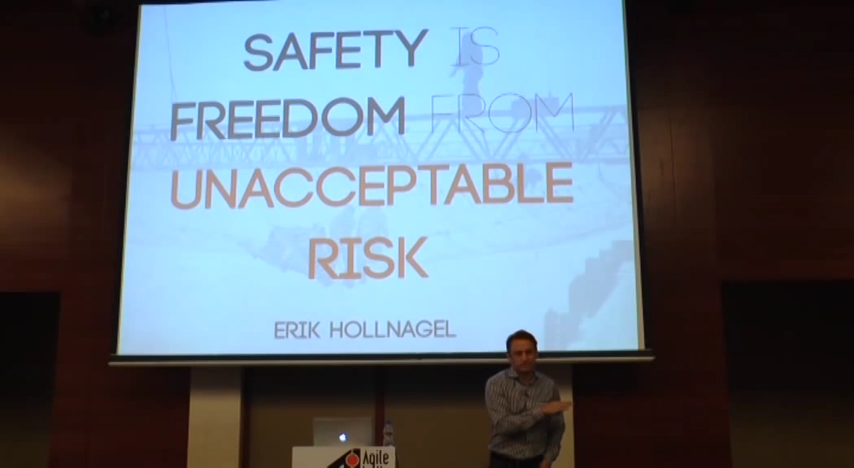 SAFETY IS
FREEDOM FROM
UNACCEPTABLE
RISK
ERIK HOLLNAGEL
Agile